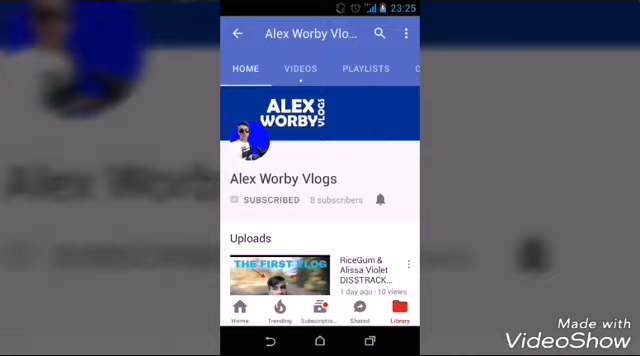 23:25
Alex Worby Vlo...
HOME
VIDEOS
PLAYLISTS
C
ALEX
WORBY
VLOGS
Alex Worby Vlogs
SUBSCRIBED
8 subscribers
Uploads
THE FIRST VLOG
RiceGum &
Alissa Violet
DISSTRACK...
1 day ago · 10 views
Home
Trending
Subscriptio...
Shared
Library
Made with
VideoShow